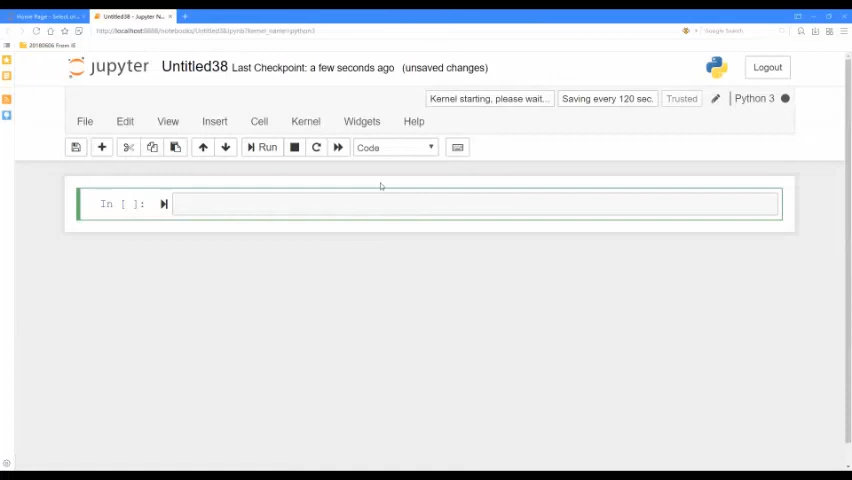 Home Page - Select or...
Untitled38 - Jupyter N...
http://localhost:8888/notebooks/Untitled38.ipynb?kernel_name=python3
Google Search
20180606 From IE
jupyter Untitled38 Last Checkpoint: a few seconds ago (unsaved changes)
Logout
Kernel starting, please wait... Saving every 120 sec. Trusted Python 3
File Edit View Insert Cell Kernel Widgets Help
Run Code
In [ ]: